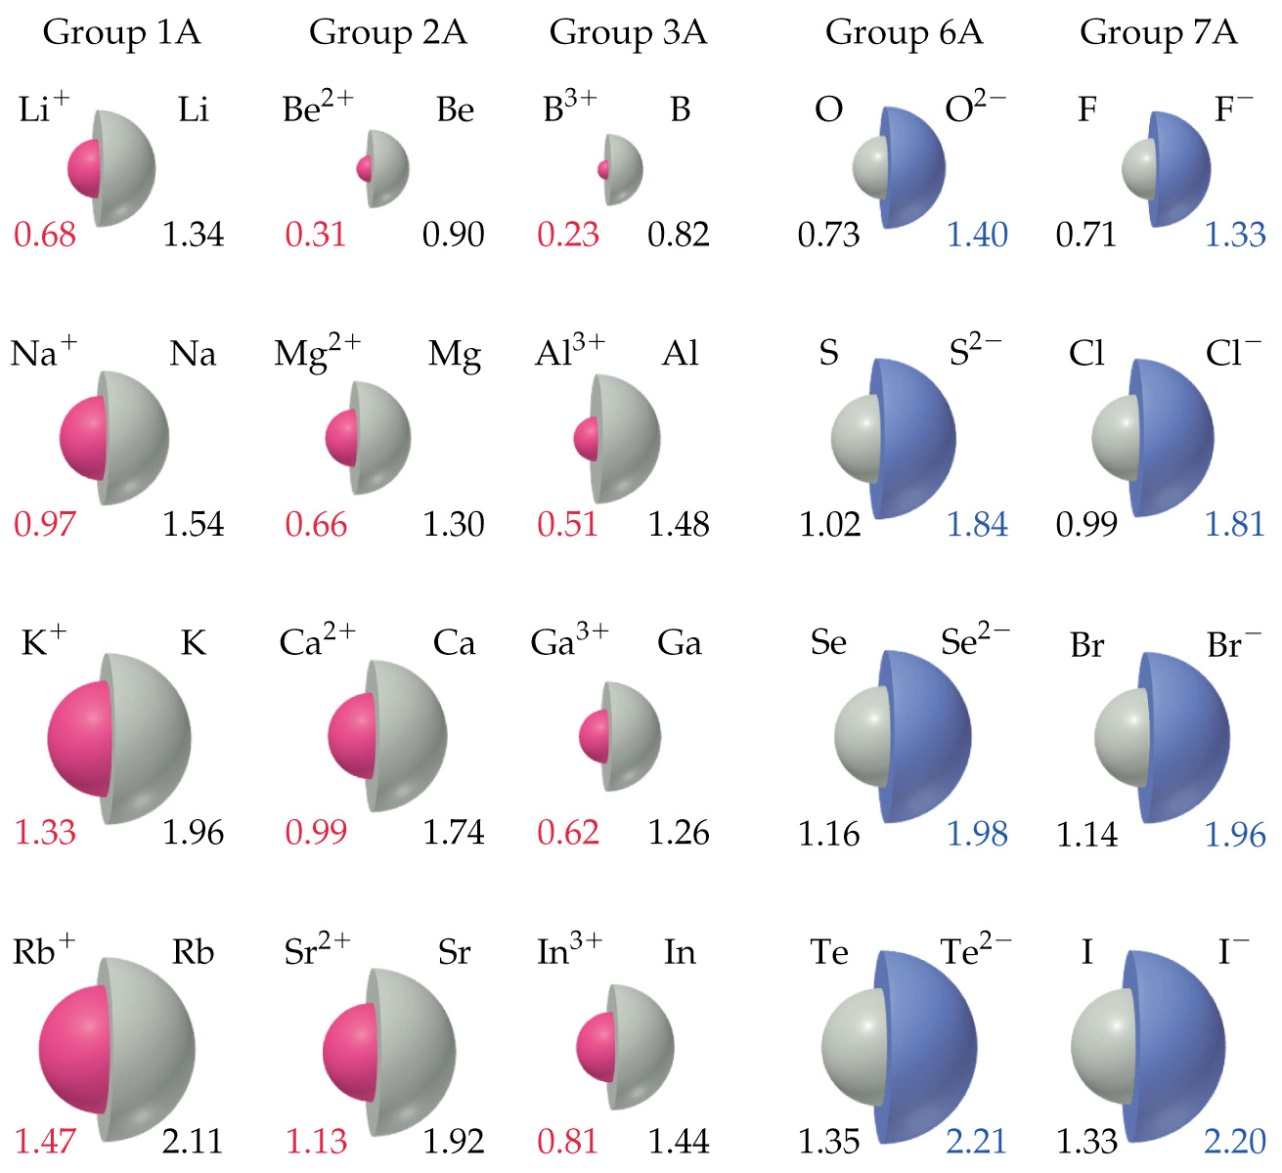 Group 1A Group 2A Group 3A Group 6A Group 7A
Li⁺ Li Be²⁺ Be B³⁺ B O O²⁻ F F⁻
0.68 1.34 0.31 0.90 0.23 0.82 0.73 1.40 0.71 1.33
Na⁺ Na Mg²⁺ Mg Al³⁺ Al S S²⁻ Cl Cl⁻
0.97 1.54 0.66 1.30 0.51 1.48 1.02 1.84 0.99 1.81
K⁺ K Ca²⁺ Ca Ga³⁺ Ga Se Se²⁻ Br Br⁻
1.33 1.96 0.99 1.74 0.62 1.26 1.16 1.98 1.14 1.96
Rb⁺ Rb Sr²⁺ Sr In³⁺ In Te Te²⁻ I I⁻
1.47 2.11 1.13 1.92 0.81 1.44 1.35 2.21 1.33 2.20